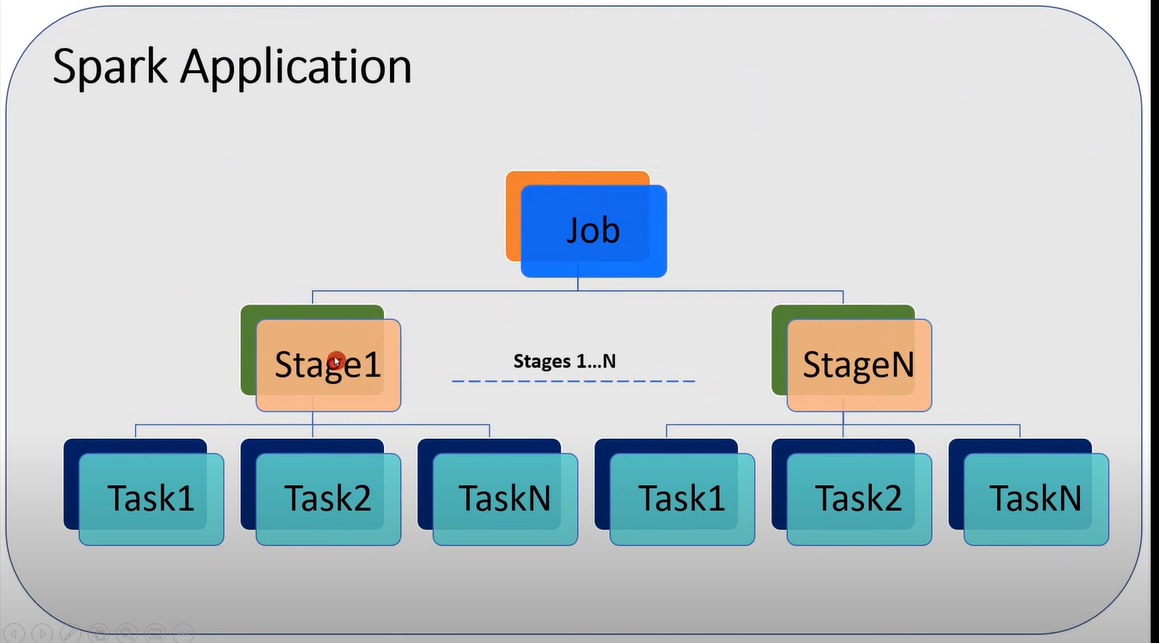 Spark Application
Job
Stage1
Stages 1...N
StageN
Task1
Task2
TaskN
Task1
Task2
TaskN